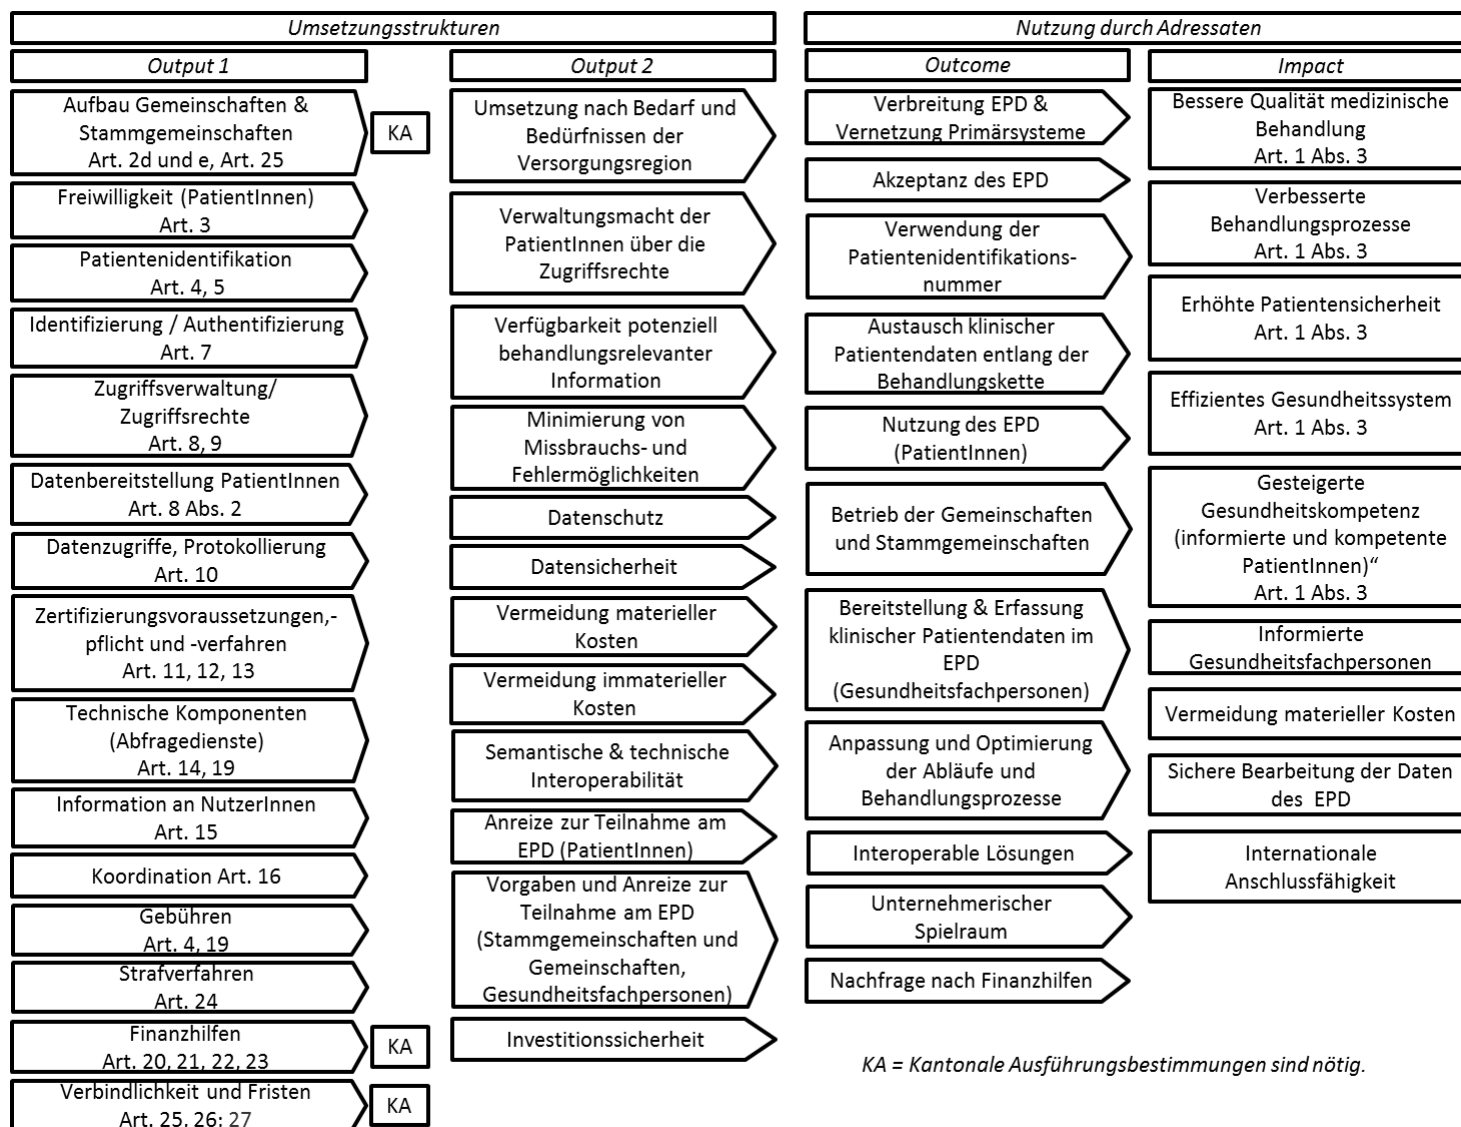 Umsetzungsstrukturen
Nutzung durch Adressaten
Output 1
Output 2
Outcome
Impact
Aufbau Gemeinschaften &
Stammgemeinschaften
Art. 2d und e, Art. 25
KA
Freiwilligkeit (PatientInnen)
Art. 3
Patientenidentifikation
Art. 4, 5
Identifizierung / Authentifizierung
Art. 7
Zugriffsverwaltung/
Zugriffsrechte
Art. 8, 9
Datenbereitstellung PatientInnen
Art. 8 Abs. 2
Datenzugriffe, Protokollierung
Art. 10
Zertifizierungsvoraussetzungen,-
pflicht und -verfahren
Art. 11, 12, 13
Technische Komponenten
(Abfragedienste)
Art. 14, 19
Information an NutzerInnen
Art. 15
Koordination Art. 16
Gebühren
Art. 4, 19
Strafverfahren
Art. 24
Finanzhilfen
Art. 20, 21, 22, 23
KA
Verbindlichkeit und Fristen
Art. 25, 26; 27
KA
Umsetzung nach Bedarf und
Bedürfnissen der
Versorgungsregion
Verwaltungsmacht der
PatientInnen über die
Zugriffsrechte
Verfügbarkeit potenziell
behandlungsrelevanter
Information
Minimierung von
Missbrauchs- und
Fehlermöglichkeiten
Datenschutz
Datensicherheit
Vermeidung materieller
Kosten
Vermeidung immaterieller
Kosten
Semantische & technische
Interoperabilität
Anreize zur Teilnahme am
EPD (PatientInnen)
Vorgaben und Anreize zur
Teilnahme am EPD
(Stammgemeinschaften und
Gemeinschaften,
Gesundheitsfachpersonen)
Investitionssicherheit
Verbreitung EPD &
Vernetzung Primärsysteme
Akzeptanz des EPD
Verwendung der
Patientenidentifikations-
nummer
Austausch klinischer
Patientendaten entlang der
Behandlungskette
Nutzung des EPD
(PatientInnen)
Betrieb der Gemeinschaften
und Stammgemeinschaften
Bereitstellung & Erfassung
klinischer Patientendaten im
EPD
(Gesundheitsfachpersonen)
Anpassung und Optimierung
der Abläufe und
Behandlungsprozesse
Interoperable Lösungen
Unternehmerischer
Spielraum
Nachfrage nach Finanzhilfen
Bessere Qualität medizinische
Behandlung
Art. 1 Abs. 3
Verbesserte
Behandlungsprozesse
Art. 1 Abs. 3
Erhöhte Patientensicherheit
Art. 1 Abs. 3
Effizientes Gesundheitssystem
Art. 1 Abs. 3
Gesteigerte
Gesundheitskompetenz
(informierte und kompetente
PatientInnen)“
Art. 1 Abs. 3
Informierte
Gesundheitsfachpersonen
Vermeidung materieller Kosten
Sichere Bearbeitung der Daten
des EPD
Internationale
Anschlussfähigkeit
KA = Kantonale Ausführungsbestimmungen sind nötig.